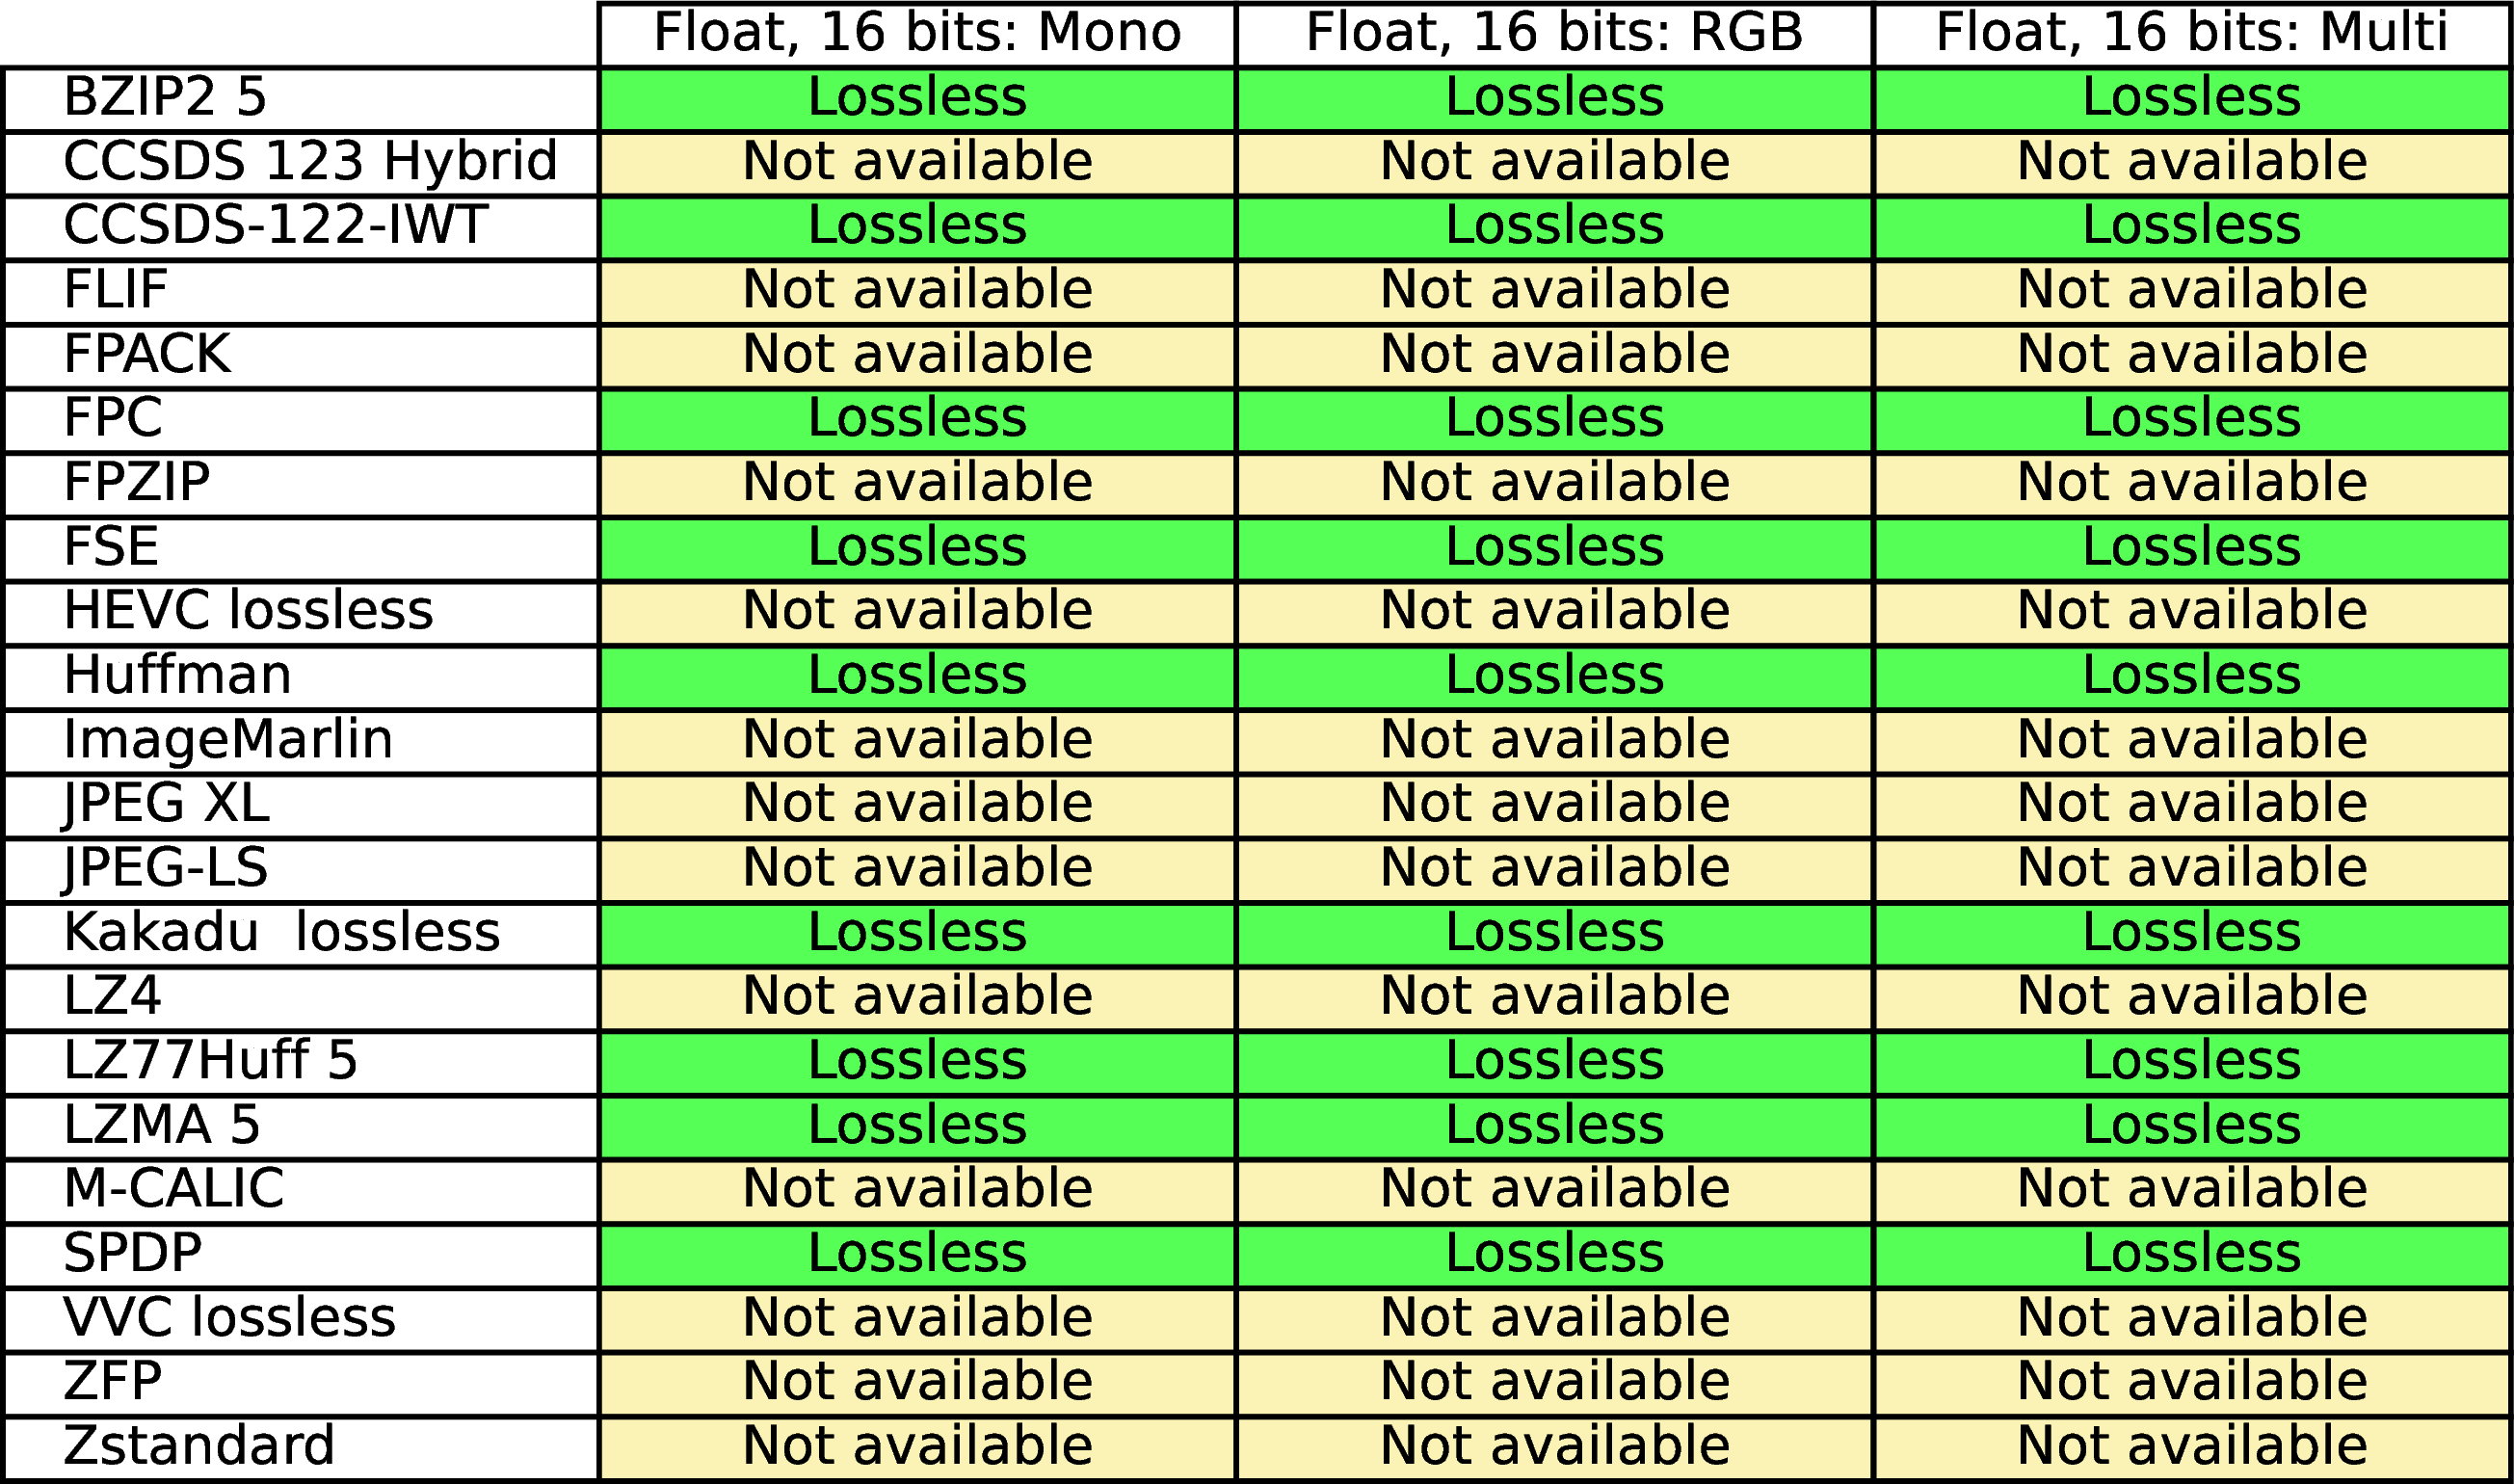 Float, 16 bits: Mono Float, 16 bits: RGB Float, 16 bits: Multi
BZIP2 5 Lossless Lossless Lossless
CCSDS 123 Hybrid Not available Not available Not available
CCSDS-122-IWT Lossless Lossless Lossless
FLIF Not available Not available Not available
FPACK Not available Not available Not available
FPC Lossless Lossless Lossless
FPZIP Not available Not available Not available
FSE Lossless Lossless Lossless
HEVC lossless Not available Not available Not available
Huffman Lossless Lossless Lossless
ImageMarlin Not available Not available Not available
JPEG XL Not available Not available Not available
JPEG-LS Not available Not available Not available
Kakadu  lossless Lossless Lossless Lossless
LZ4 Not available Not available Not available
LZ77Huff 5 Lossless Lossless Lossless
LZMA 5 Lossless Lossless Lossless
M-CALIC Not available Not available Not available
SPDP Lossless Lossless Lossless
VVC lossless Not available Not available Not available
ZFP Not available Not available Not available
Zstandard Not available Not available Not available